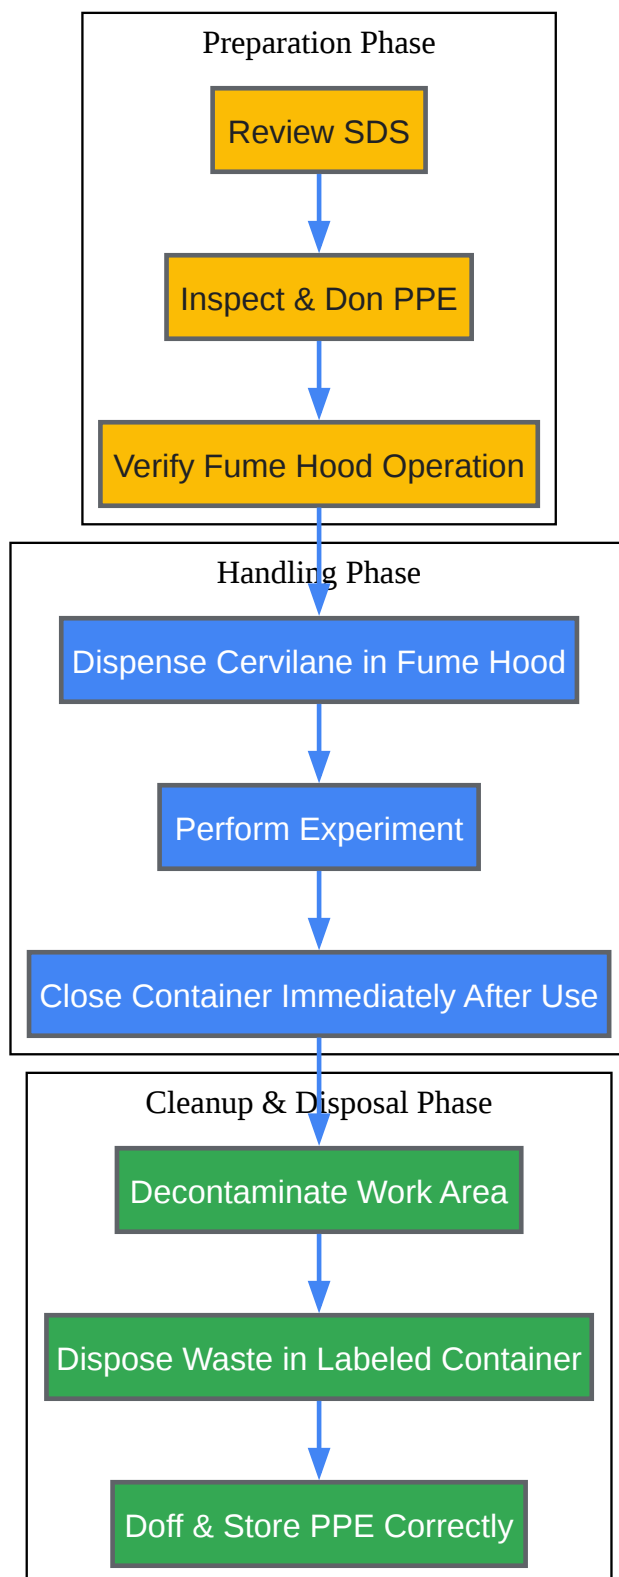 Preparation Phase
Review SDS
Inspect & Don PPE
Verify Fume Hood Operation
Handling Phase
Dispense Cervilane in Fume Hood
Perform Experiment
Close Container Immediately After Use
Cleanup & Disposal Phase
Decontaminate Work Area
Dispose Waste in Labeled Container
Doff & Store PPE Correctly